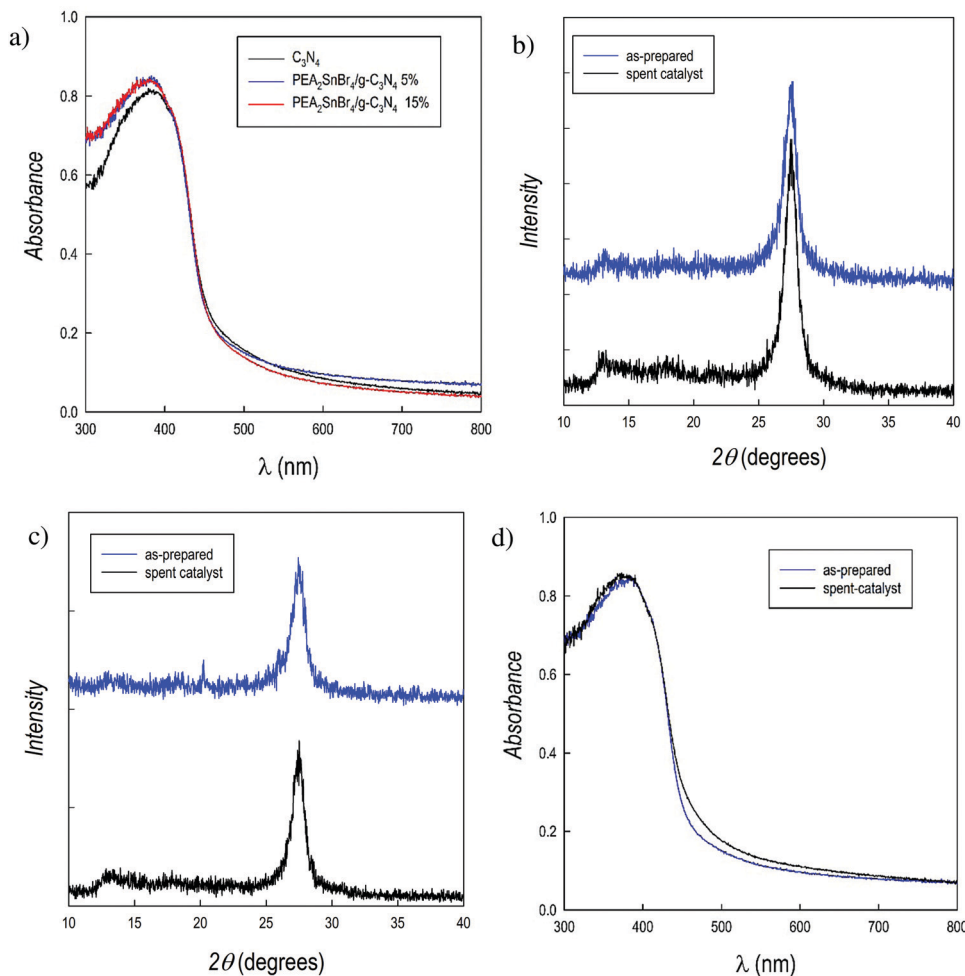 a)
1.0
0.8
0.6
0.4
0.2
0.0
Absorbance
C₃N₄
PEA₂SnBr₄/g-C₃N₄ 5%
PEA₂SnBr₄/g-C₃N₄ 15%
300 400 500 600 700 800
λ (nm)
b)
as-prepared
spent catalyst
Intensity
10 15 20 25 30 35 40
2θ (degrees)
c)
as-prepared
spent catalyst
Intensity
10 15 20 25 30 35 40
2θ (degrees)
d)
1.0
0.8
0.6
0.4
0.2
0.0
Absorbance
as-prepared
spent-catalyst
300 400 500 600 700 800
λ (nm)